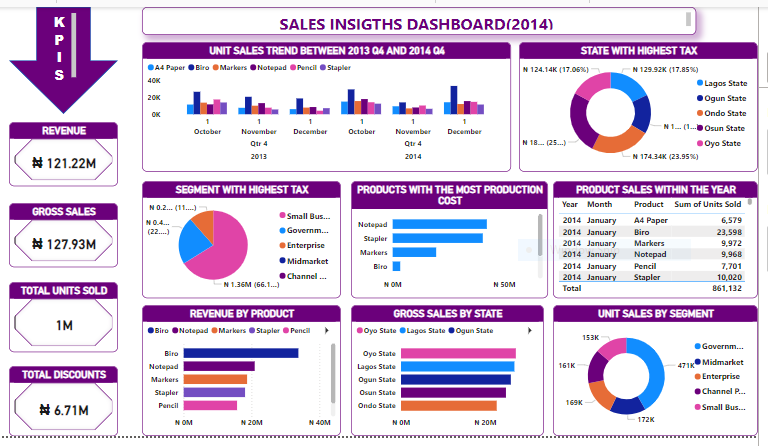 SALES INSIGTHS DASHBOARD(2014)
K
P
I
S
REVENUE
₦ 121.22M
GROSS SALES
₦ 127.93M
TOTAL UNITS SOLD
1M
TOTAL DISCOUNTS
₦ 6.71M
UNIT SALES TREND BETWEEN 2013 Q4 AND 2014 Q4
A4 Paper Biro Markers Notepad Pencil Stapler
40K
20K
0K
1 1 1 1 1 1
October November December October November December
Qtr 4 Qtr 4
2013 2014
STATE WITH HIGHEST TAX
₦ 124.14K (17.06%)
₦ 129.92K (17.85%)
₦ 1... (1...
₦ 18... (25...)
₦ 174.34K (23.95%)
Lagos State
Ogun State
Ondo State
Osun State
Oyo State
SEGMENT WITH HIGHEST TAX
₦ 0.2... (11....)
₦ 0.4...
(22....)
₦ 1.36M (66.1...)
Small Bus...
Governm...
Enterprise
Midmarket
Channel ...
PRODUCTS WITH THE MOST PRODUCTION
COST
Notepad
Stapler
Markers
Biro
₦ 0M ₦ 50M
PRODUCT SALES WITHIN THE YEAR
Year Month Product Sum of Units Sold
2014 January A4 Paper 6,579
2014 January Biro 23,598
2014 January Markers 9,972
2014 January Notepad 9,968
2014 January Pencil 7,701
2014 January Stapler 10,020
Total 861,132
REVENUE BY PRODUCT
Biro Notepad Markers Stapler Pencil
Biro
Notepad
Markers
Stapler
Pencil
₦ 0M ₦ 20M ₦ 40M
GROSS SALES BY STATE
Oyo State Lagos State Ogun State
Oyo State
Lagos State
Ogun State
Osun State
Ondo State
₦ 0M ₦ 20M
UNIT SALES BY SEGMENT
153K
161K
169K
172K
471K
Governm...
Midmarket
Enterprise
Channel P...
Small Bus...